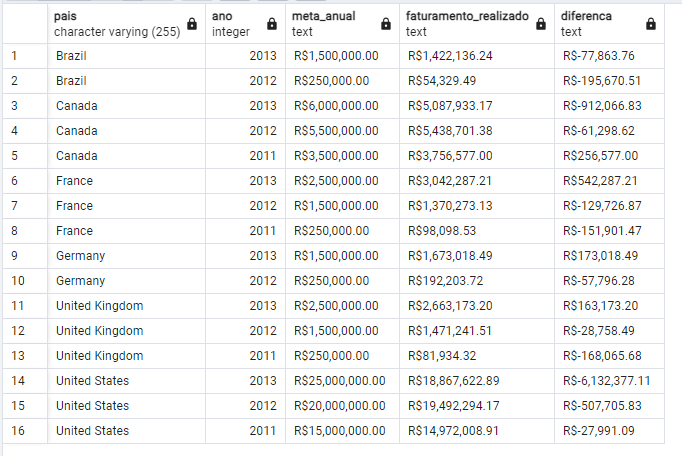 pais ano meta_anual faturamento_realizado diferenca
character varying (255) integer text text text
1 Brazil 2013 R$1,500,000.00 R$1,422,136.24 R$-77,863.76
2 Brazil 2012 R$250,000.00 R$54,329.49 R$-195,670.51
3 Canada 2013 R$6,000,000.00 R$5,087,933.17 R$-912,066.83
4 Canada 2012 R$5,500,000.00 R$5,438,701.38 R$-61,298.62
5 Canada 2011 R$3,500,000.00 R$3,756,577.00 R$256,577.00
6 France 2013 R$2,500,000.00 R$3,042,287.21 R$542,287.21
7 France 2012 R$1,500,000.00 R$1,370,273.13 R$-129,726.87
8 France 2011 R$250,000.00 R$98,098.53 R$-151,901.47
9 Germany 2013 R$1,500,000.00 R$1,673,018.49 R$173,018.49
10 Germany 2012 R$250,000.00 R$192,203.72 R$-57,796.28
11 United Kingdom 2013 R$2,500,000.00 R$2,663,173.20 R$163,173.20
12 United Kingdom 2012 R$1,500,000.00 R$1,471,241.51 R$-28,758.49
13 United Kingdom 2011 R$250,000.00 R$81,934.32 R$-168,065.68
14 United States 2013 R$25,000,000.00 R$18,867,622.89 R$-6,132,377.11
15 United States 2012 R$20,000,000.00 R$19,492,294.17 R$-507,705.83
16 United States 2011 R$15,000,000.00 R$14,972,008.91 R$-27,991.09